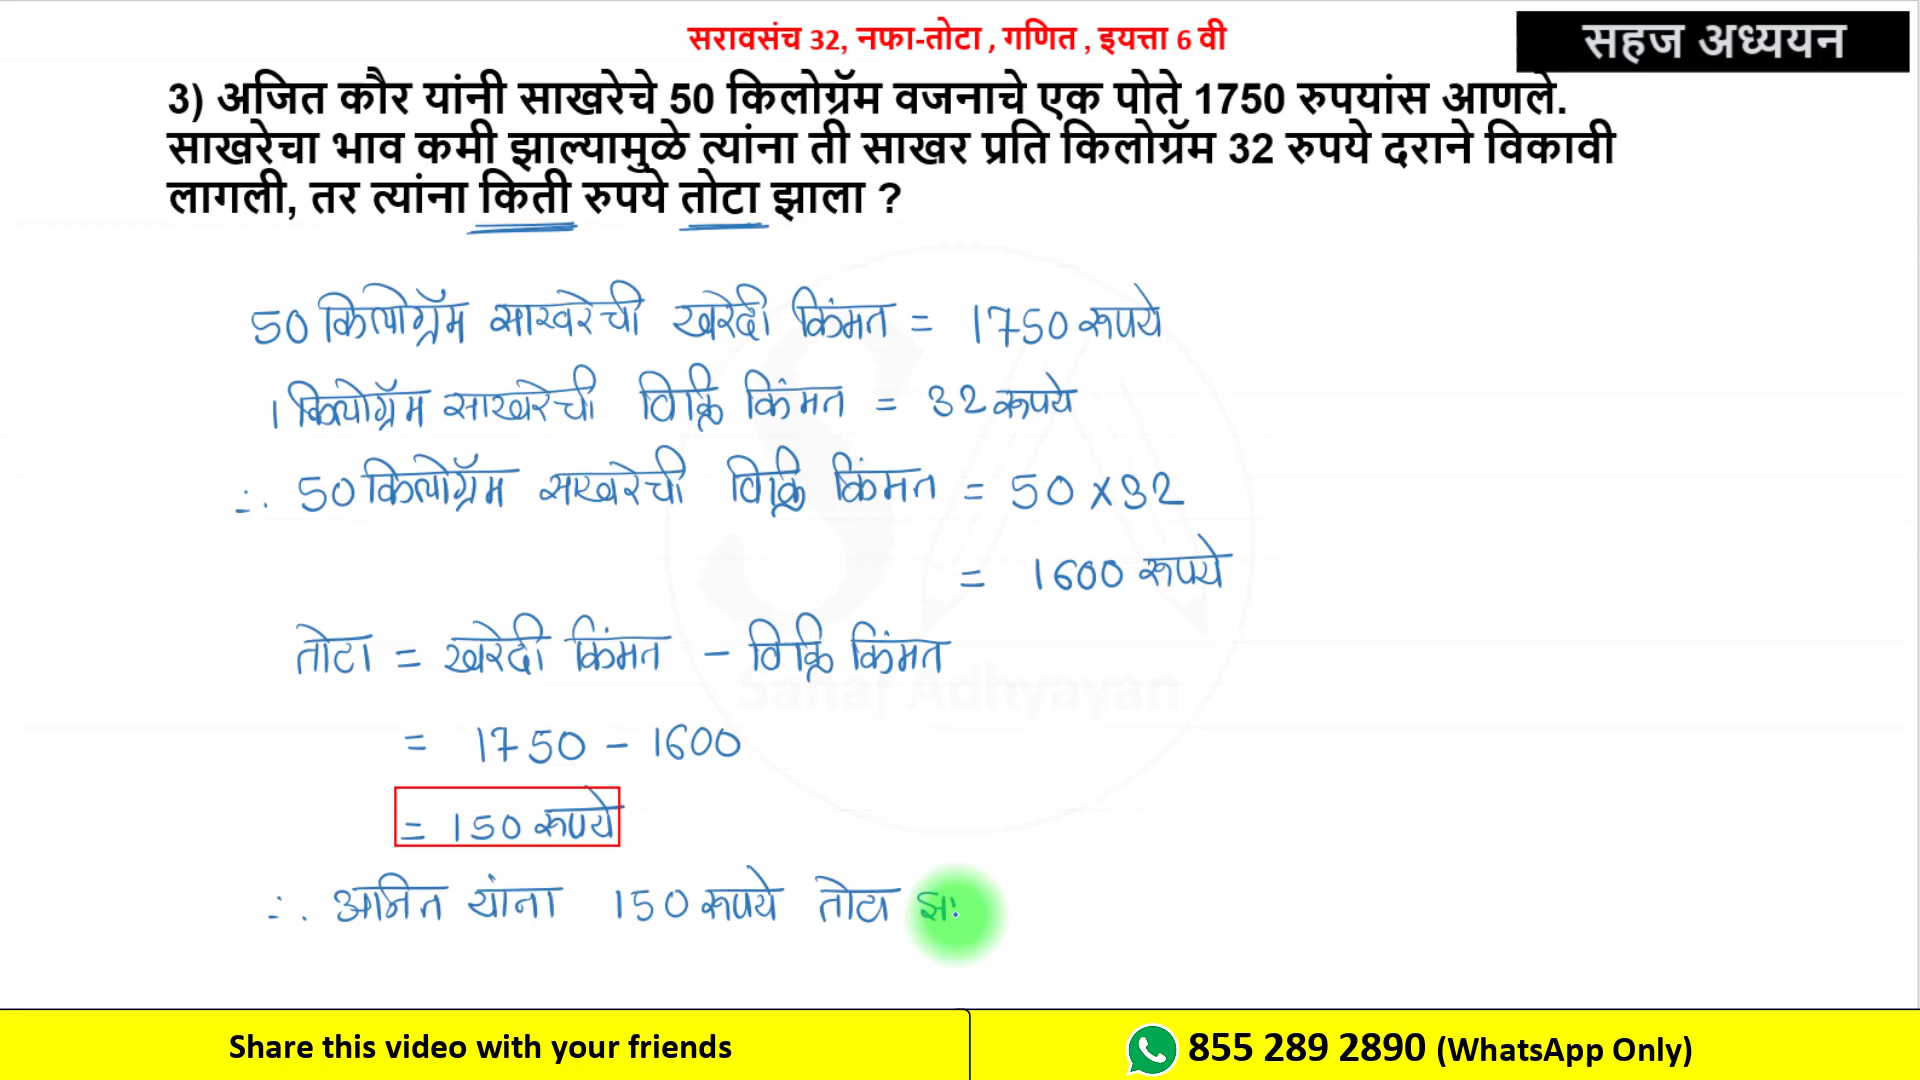 सरावसंच 32, नफा-तोटा , गणित , इयत्ता 6 वी
सहज अध्ययन
3) अजित कौर यांनी साखरेचे 50 किलोग्रॅम वजनाचे एक पोते 1750 रुपयांस आणले.
साखरेचा भाव कमी झाल्यामुळे त्यांना ती साखर प्रति किलोग्रॅम 32 रुपये दराने विकावी
लागली, तर त्यांना किती रुपये तोटा झाला ?
50 किलोग्रॅम साखरेची खरेदी किंमत = 1750 रूपये
1 किलोग्रॅम साखरेची विक्रि किंमत = 32 रूपये
∴ 50 किलोग्रॅम साखरेची विक्रि किंमत = 50 × 32
= 1600 रूपये
तोटा = खरेदी किंमत - विक्रि किंमत
Sahaj Adhyayan
= 1750 - 1600
= 150 रूपये
∴ अजित यांना 150 रूपये तोटा
Share this video with your friends
855 289 2890 (WhatsApp Only)